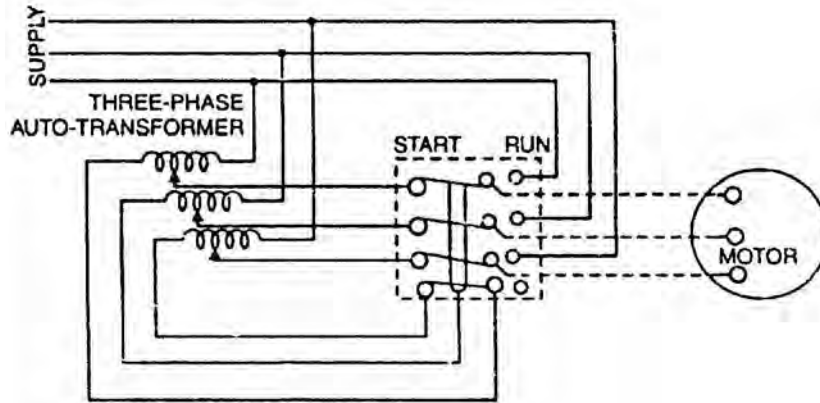 SUPPLY
THREE-PHASE
AUTO-TRANSFORMER
START
RUN
MOTOR